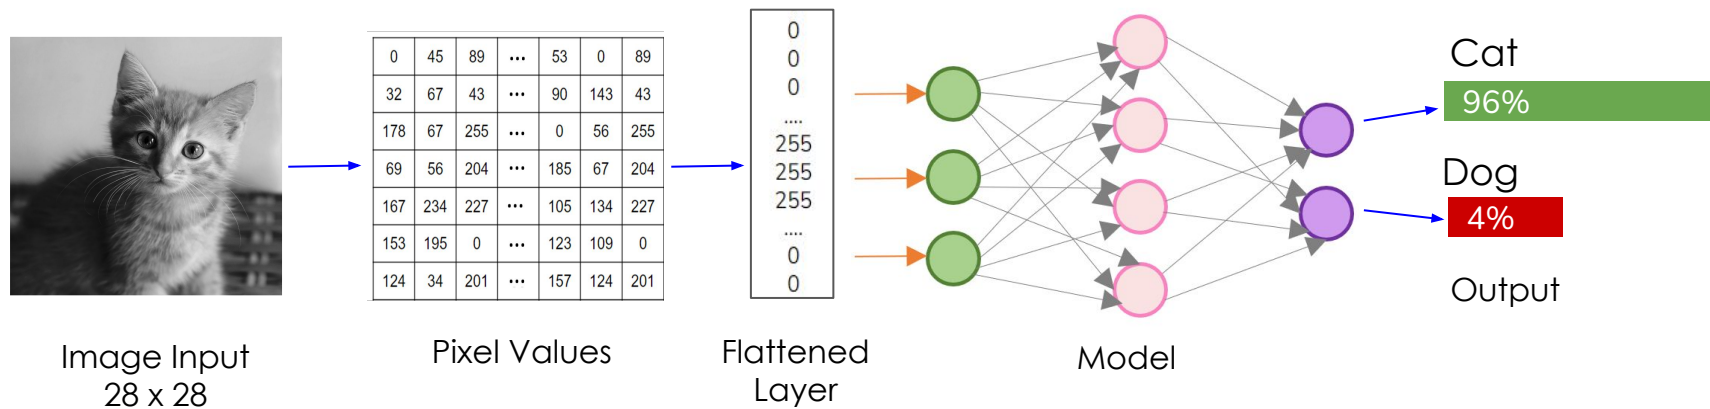 0 45 89 ... 53 0 89
32 67 43 ... 90 143 43
178 67 255 ... 0 56 255
69 56 204 ... 185 67 204
167 234 227 ... 105 134 227
153 195 0 ... 123 109 0
124 34 201 ... 157 124 201
0
0
0
....
255
255
255
....
0
0
Cat
96%
Dog
4%
Output
Image Input
28 x 28
Pixel Values
Flattened
Layer
Model